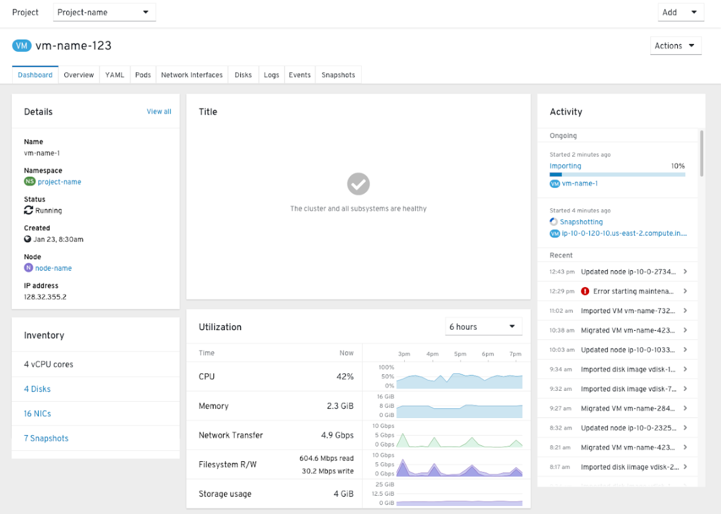 Project Project-name Add
VM vm-name-123 Actions
Dashboard Overview YAML Pods Network Interfaces Disks Logs Events Snapshots
Details View all
Name
vm-name-1
Namespace
NS project-name
Status
Running
Created
Jan 23, 8:30am
Node
N node-name
IP address
128.32.355.2
Inventory
4 vCPU cores
4 Disks
16 NICs
7 Snapshots
Title
The cluster and all subsystems are healthy
Utilization 6 hours
Time Now 3pm 4pm 5pm 6pm 7pm
CPU 42% 100% 50% 0%
Memory 2.3 GiB 16 GiB 8 GiB 0 GiB
Network Transfer 4.9 Gbps 10 Gbps 5 Gbps 0 Gbps
Filesystem R/W 604.6 Mbps read 30.2 Mbps write 10 Gbps 5 Gbps 0 Gbps
Storage usage 4 GiB 25 GiB 12.5 GiB 0 GiB
Activity
Ongoing
Started 2 minutes ago
Importing 10%
VM vm-name-1
Started 4 minutes ago
Snapshotting
VM ip-10-0-120-10.us-east-2.compute.in...
Recent
12:43 pm Updated node ip-10-0-2734...
12:29 pm Error starting maintena...
11:02 am Imported VM vm-name-732...
10:38 am Migrated VM vm-name-423...
10:03 am Updated node ip-10-0-1033...
9:34 am Imported disk image vdisk-1...
9:32 am Imported disk image vdisk-7...
9:27 am Migrated VM vm-name-284...
8:32 am Updated node ip-10-0-2325...
8:21 am Migrated VM vm-name-423...
8:17 am Imported disk iimage vdisk-2...